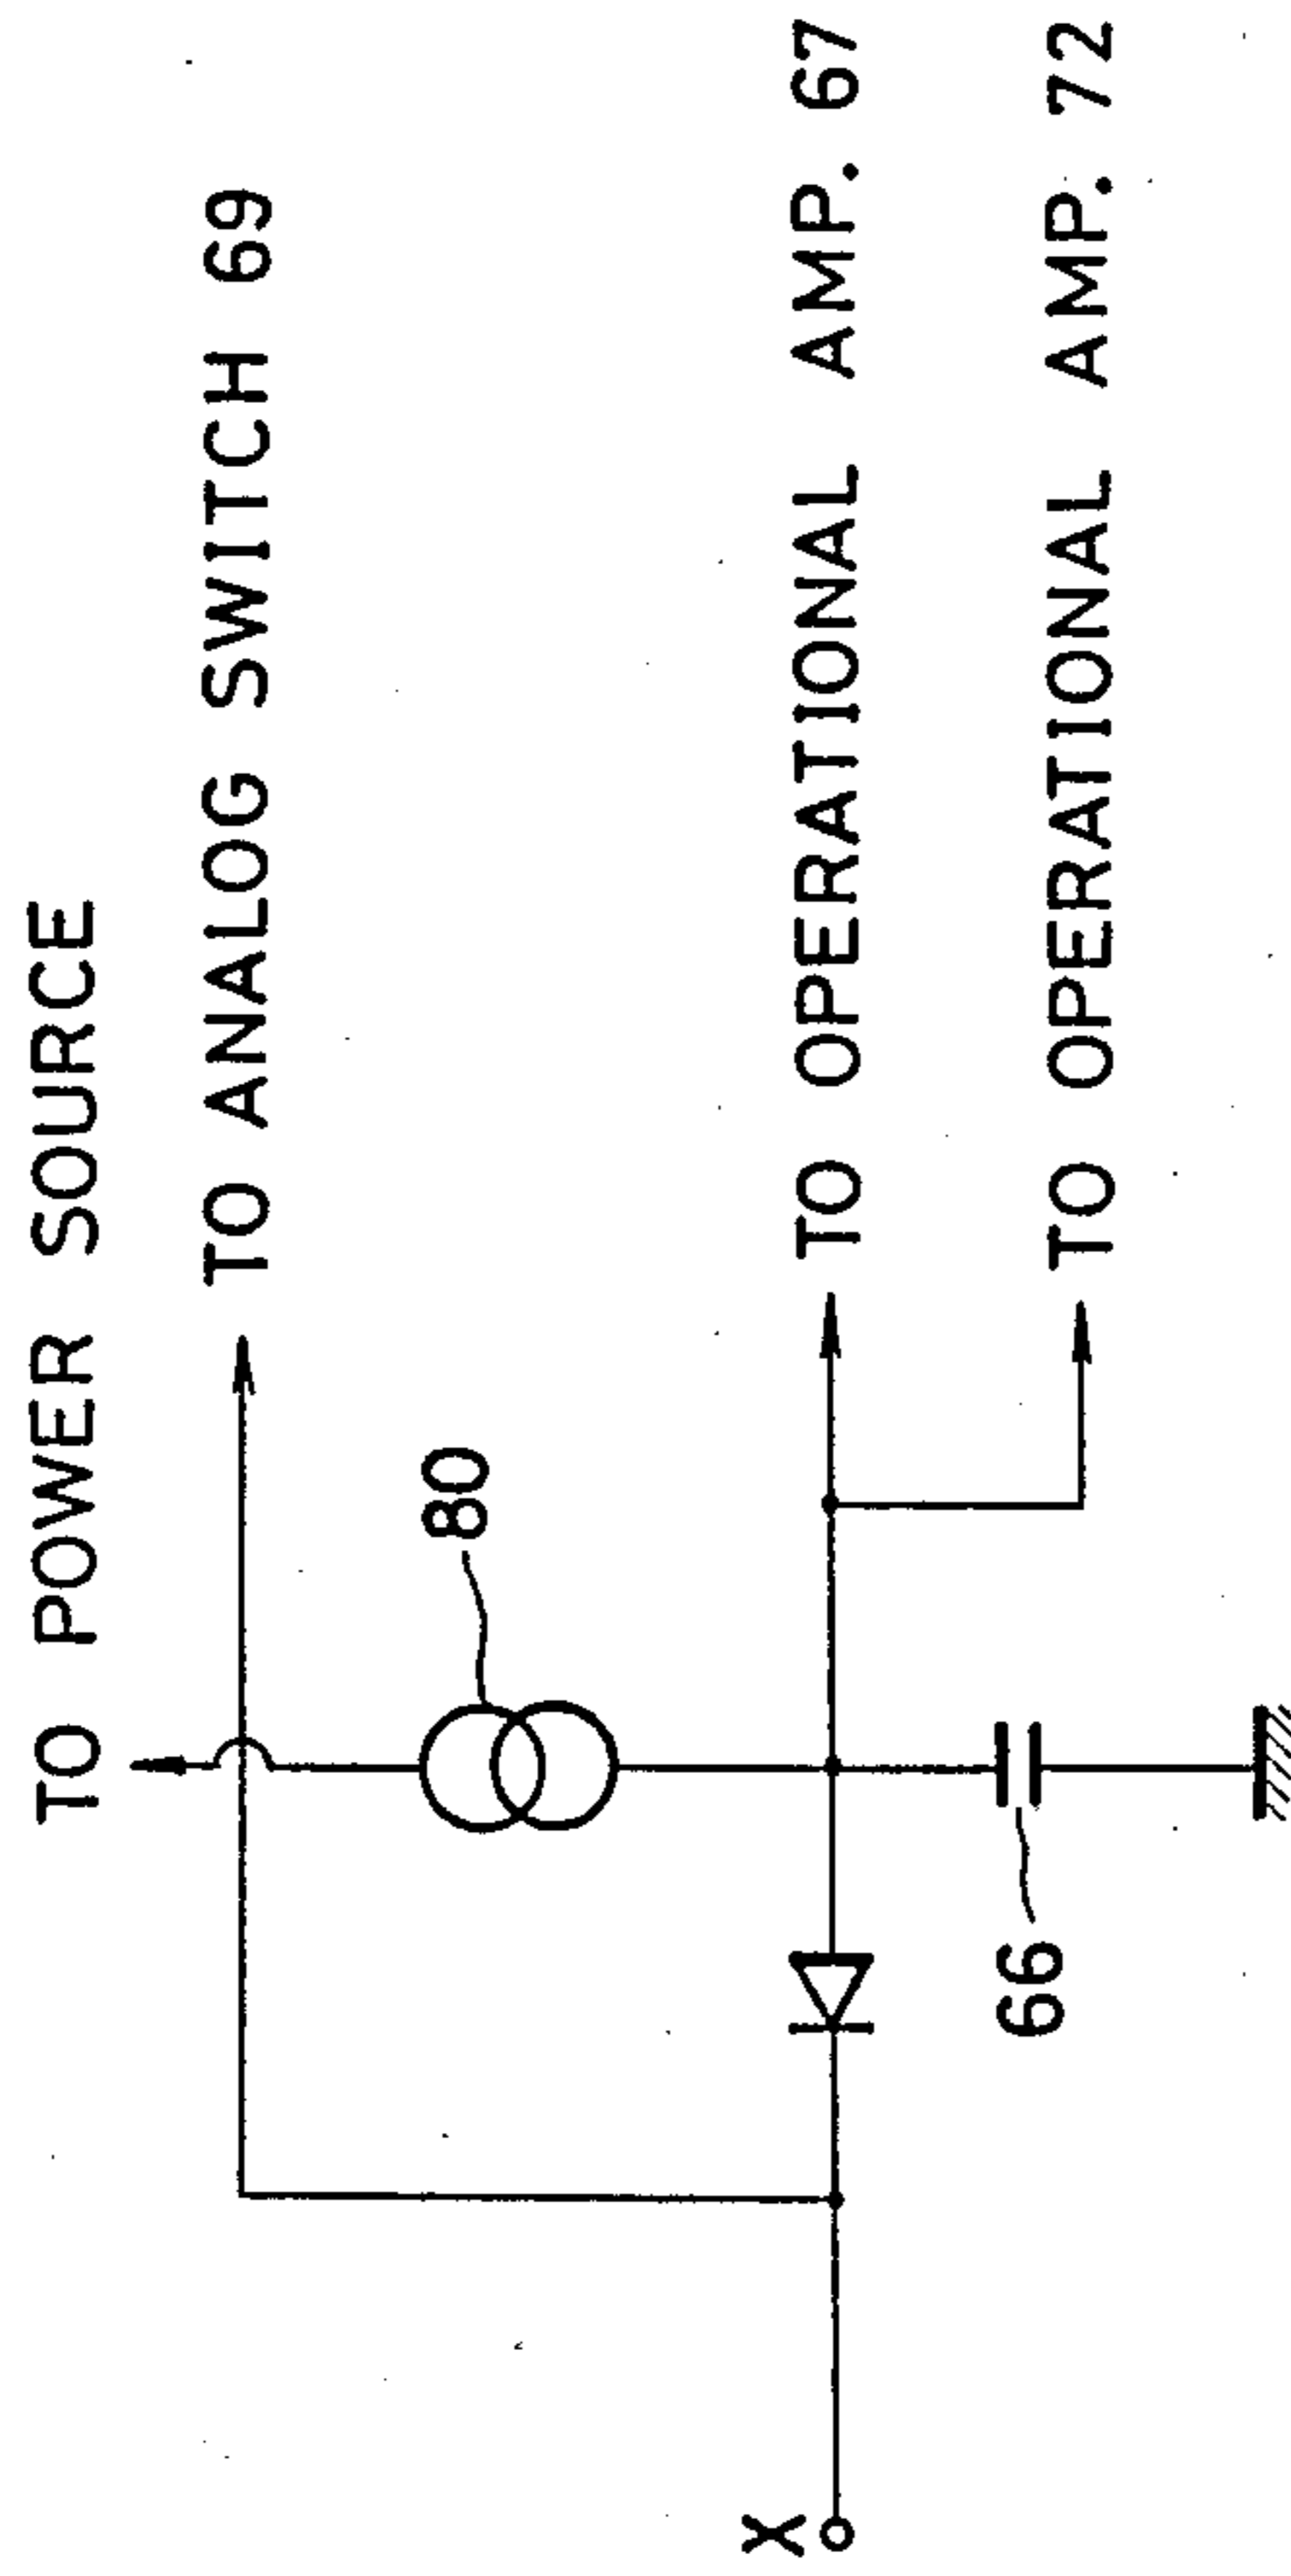 TO POWER SOURCE
TO ANALOG SWITCH 69
80
TO OPERATIONAL AMP. 67
X
66
TO OPERATIONAL AMP. 72